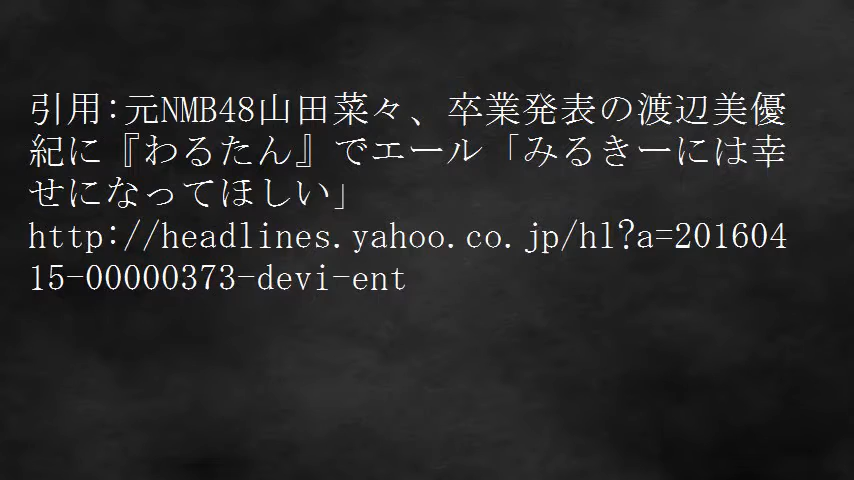 引用:元NMB48山田菜々、卒業発表の渡辺美優
紀に『わるたん』でエール「みるきーには幸
せになってほしい」
http://headlines.yahoo.co.jp/hl?a=201604
15-00000373-devi-ent